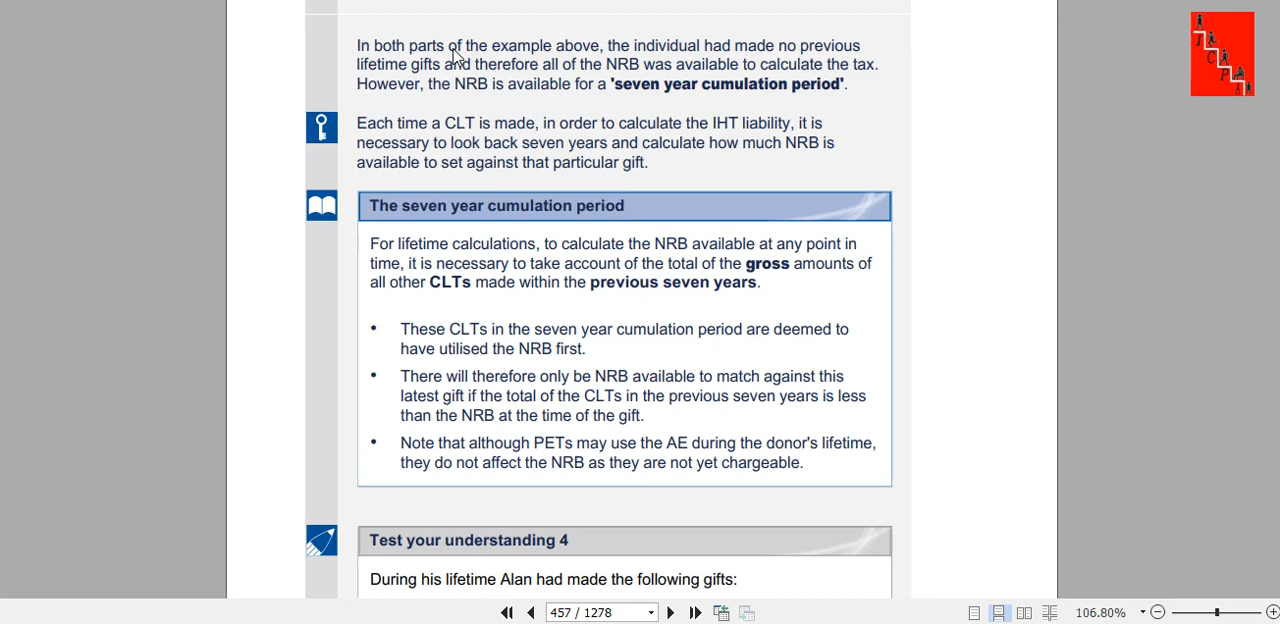 In both parts of the example above, the individual had made no previous
lifetime gifts and therefore all of the NRB was available to calculate the tax.
However, the NRB is available for a 'seven year cumulation period'.
Each time a CLT is made, in order to calculate the IHT liability, it is
necessary to look back seven years and calculate how much NRB is
available to set against that particular gift.
The seven year cumulation period
For lifetime calculations, to calculate the NRB available at any point in
time, it is necessary to take account of the total of the gross amounts of
all other CLTs made within the previous seven years.
• These CLTs in the seven year cumulation period are deemed to
have utilised the NRB first.
• There will therefore only be NRB available to match against this
latest gift if the total of the CLTs in the previous seven years is less
than the NRB at the time of the gift.
• Note that although PETs may use the AE during the donor's lifetime,
they do not affect the NRB as they are not yet chargeable.
Test your understanding 4
During his lifetime Alan had made the following gifts:
457 / 1278
106.80%
T
C
P
A